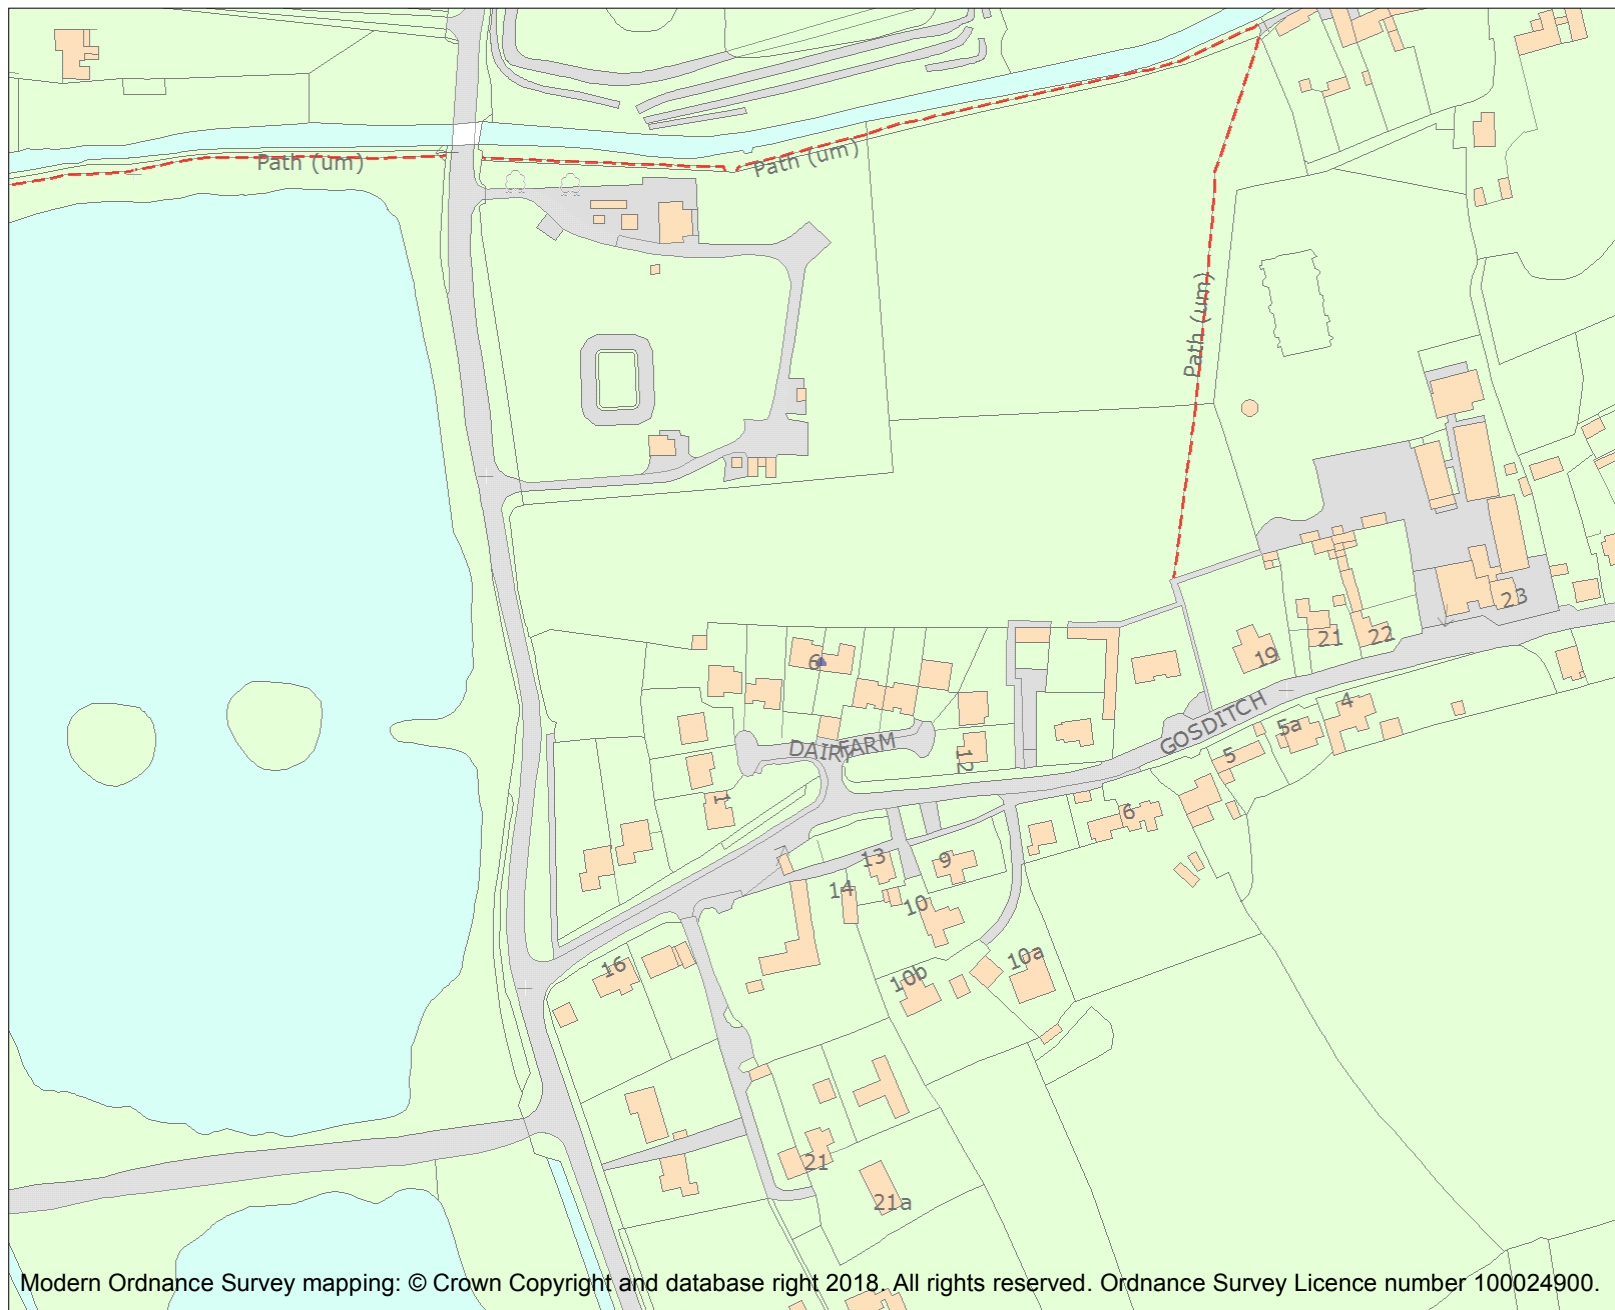 Path (um)
Path (um)
Path (um)
6
DAIRY
FARM
12
1
GOSDITCH
19
21
22
23
4
5a
5
6
13
9
14
10
16
10b
10a
21
21a
Modern Ordnance Survey mapping: © Crown Copyright and database right 2018. All rights reserved. Ordnance Survey Licence number 100024900.